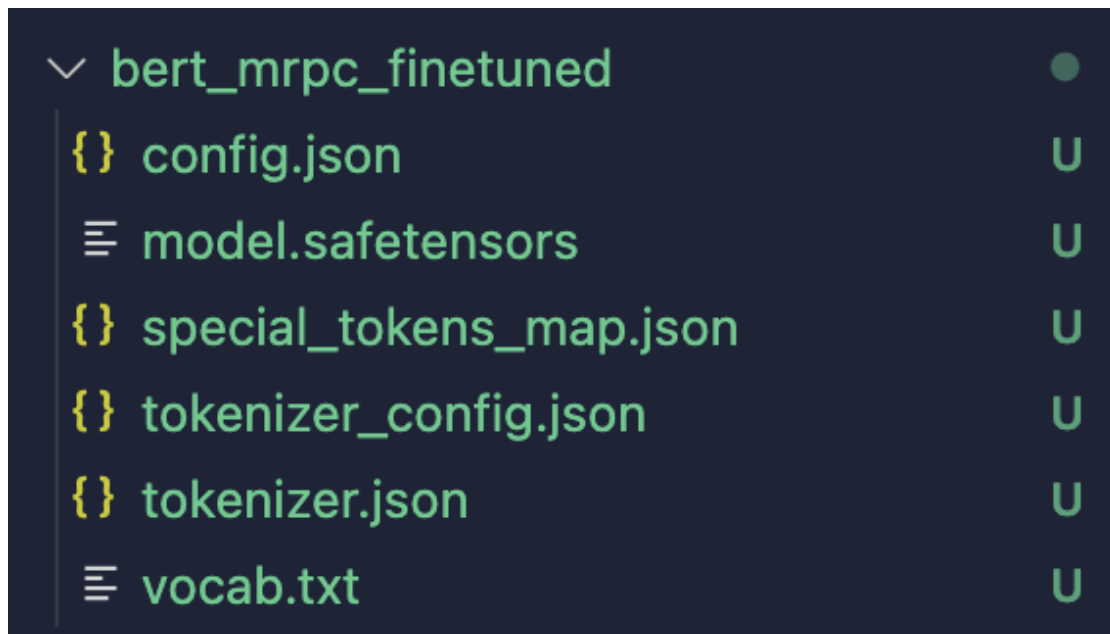 bert_mrpc_finetuned
{} config.json U
model.safetensors U
{} special_tokens_map.json U
{} tokenizer_config.json U
{} tokenizer.json U
vocab.txt U